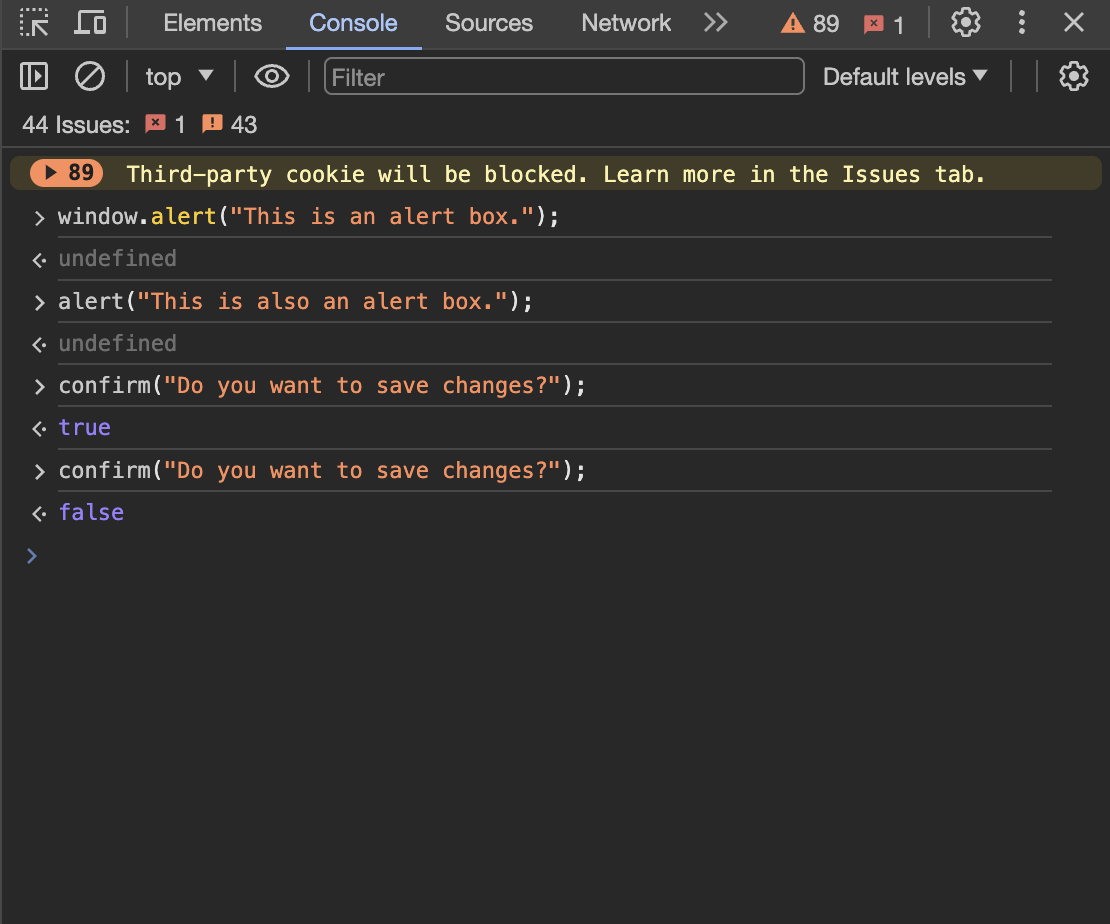 Elements Console Sources Network 89 1
top Filter Default levels
44 Issues: 1 43
89 Third-party cookie will be blocked. Learn more in the Issues tab.
window.alert("This is an alert box.");
undefined
alert("This is also an alert box.");
undefined
confirm("Do you want to save changes?");
true
confirm("Do you want to save changes?");
false